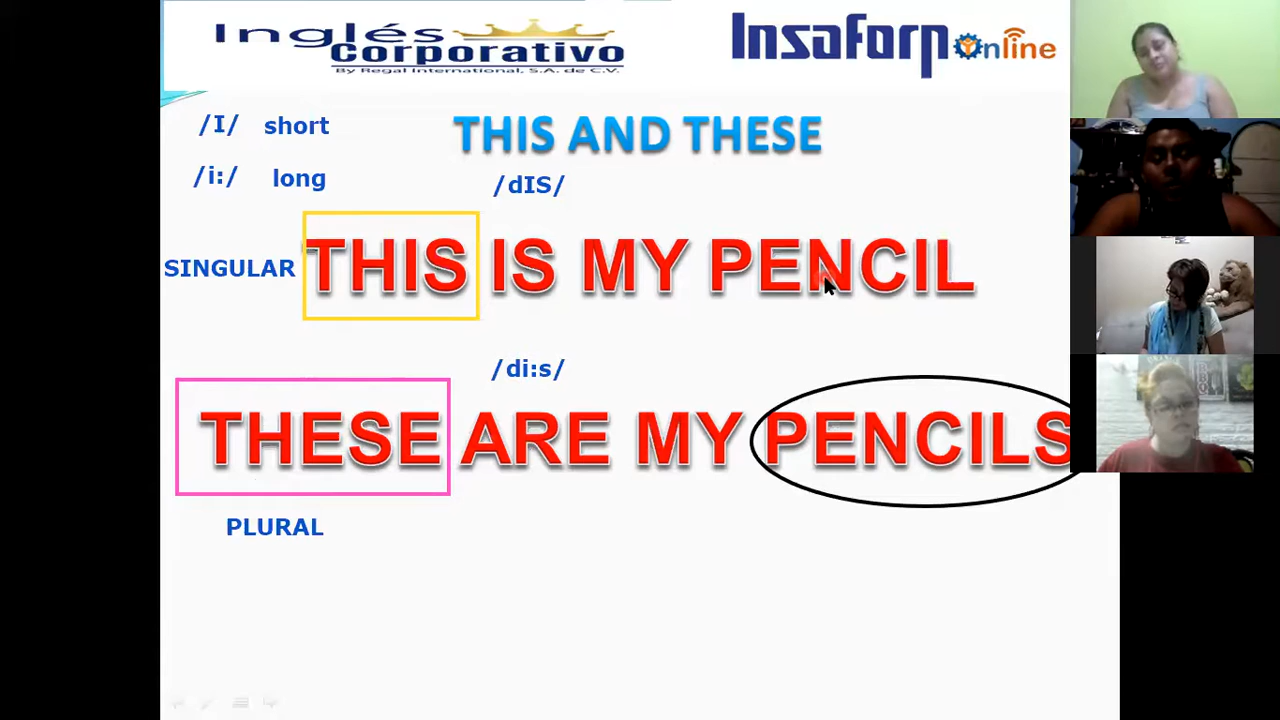 Inglés
Corporativo
By Regal International, S.A. de C.V.
Insaforp Online
/I/ short
THIS AND THESE
/i:/ long
/dIS/
SINGULAR
THIS IS MY PENCIL
/di:s/
THESE ARE MY PENCILS
PLURAL